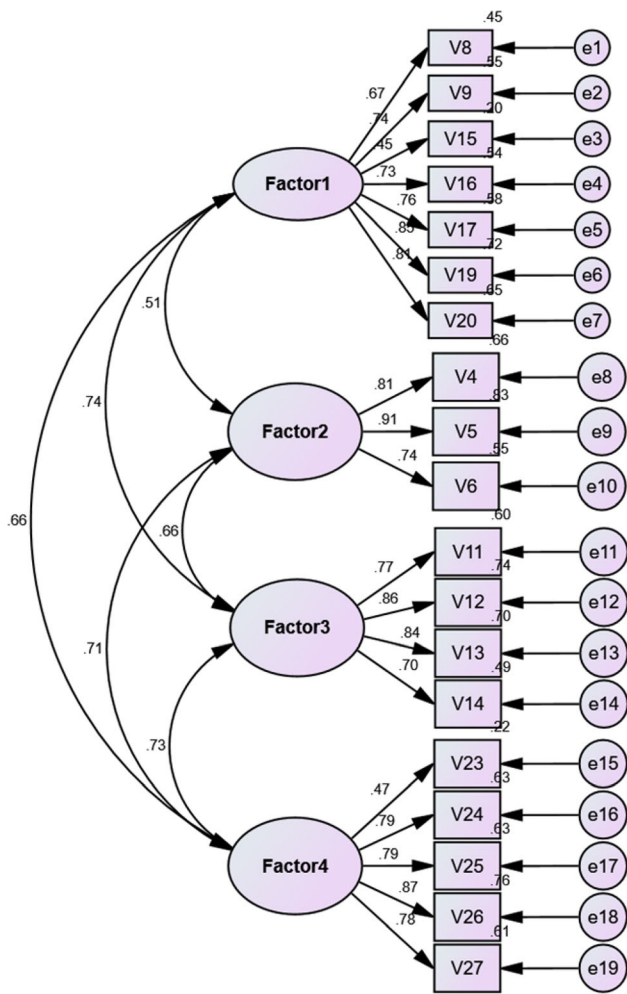 .45
V8
e1
.55
.67
V9
e2
.20
.74
V15
e3
.54
.45
V16
e4
.58
.73
Factor1
V17
e5
.72
.76
V19
e6
.65
.85
V20
e7
.81
.51
.66
V4
e8
.83
.81
V5
e9
.55
.91
Factor2
V6
e10
.74
.74
.66
.66
.60
V11
e11
.74
.77
V12
e12
.70
.86
Factor3
V13
e13
.49
.84
V14
e14
.70
.71
.73
.22
V23
e15
.63
.47
V24
e16
.63
.79
Factor4
V25
e17
.76
.79
V26
e18
.61
.87
V27
e19
.78